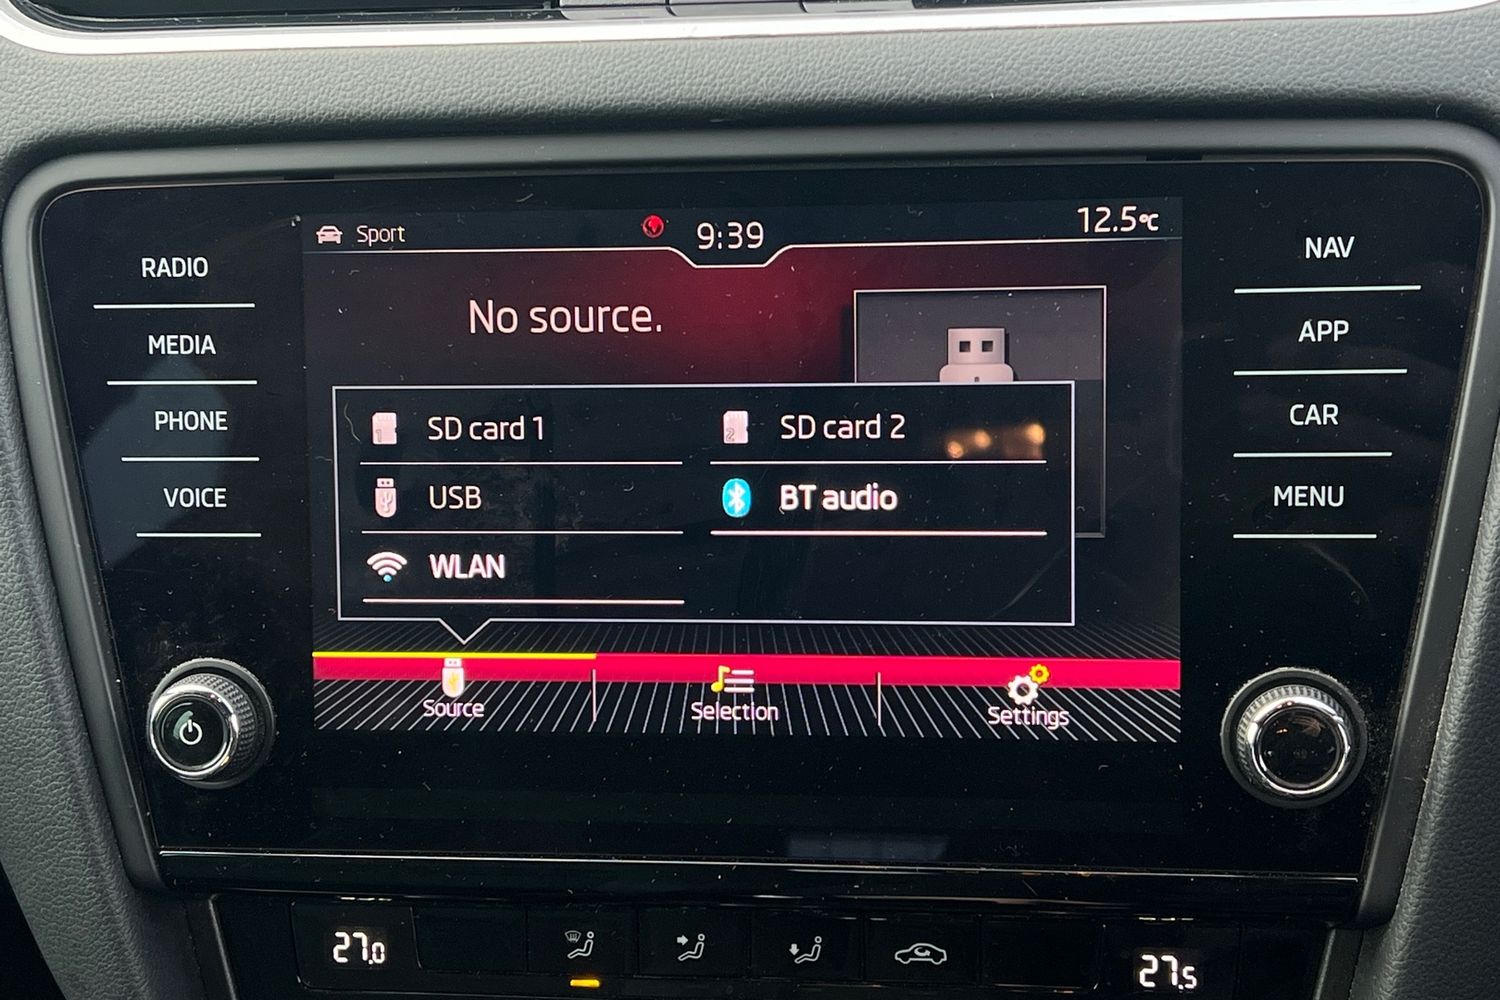 Sport 9:39 12.5°C
RADIO
MEDIA
PHONE
VOICE
No source.
SD card 1
SD card 2
USB
BT audio
WLAN
Source
Selection
Settings
NAV
APP
CAR
MENU
27.0
27.5